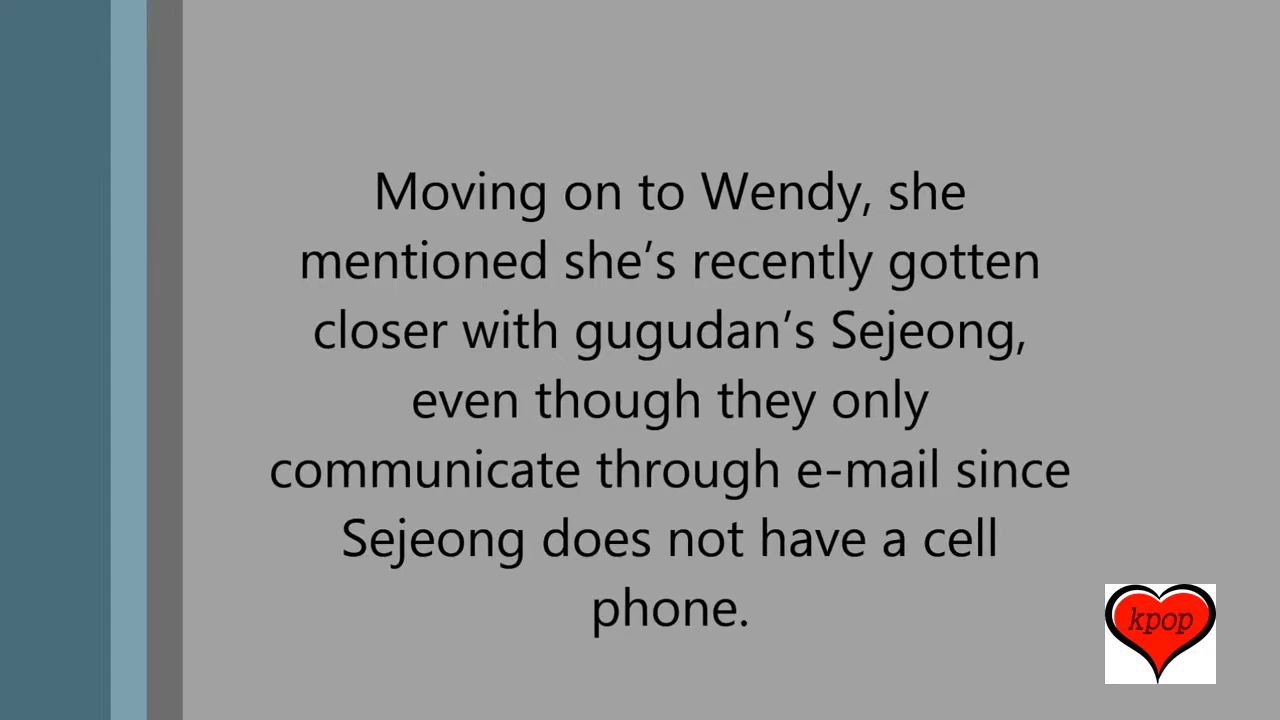 Moving on to Wendy, she
mentioned she’s recently gotten
closer with gugudan’s Sejeong,
even though they only
communicate through e-mail since
Sejeong does not have a cell
phone.
kpop